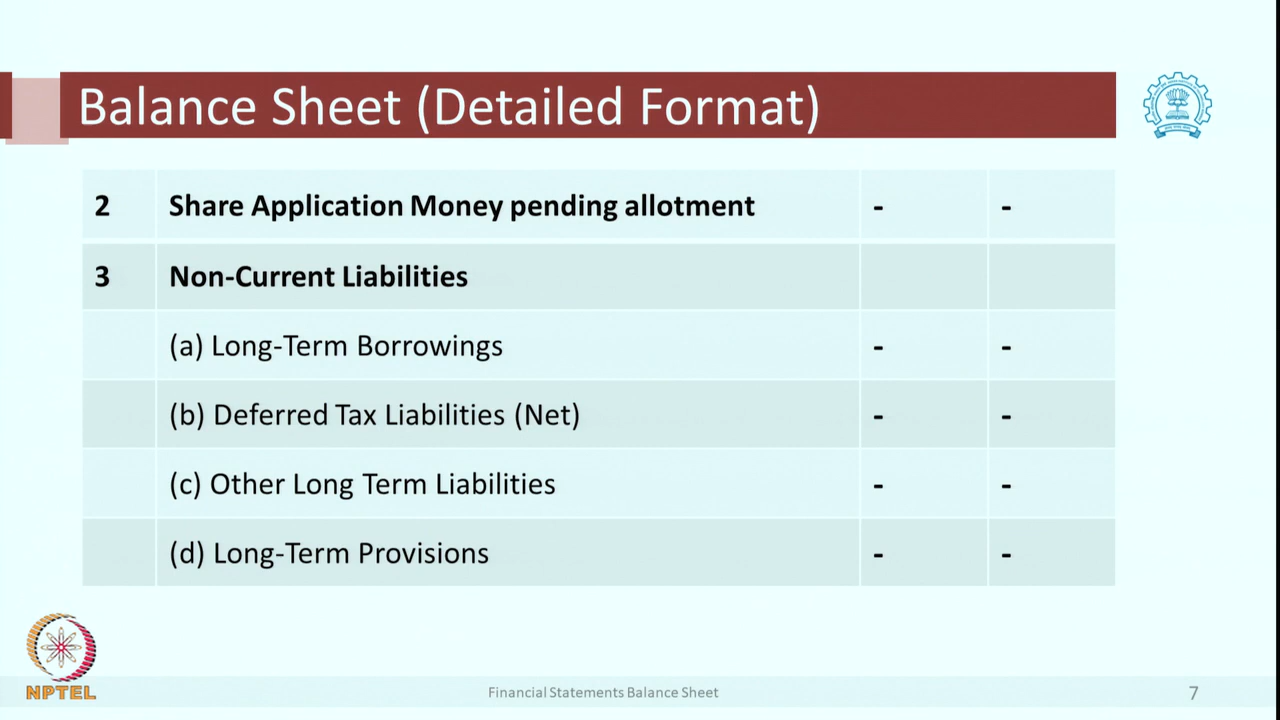 Balance Sheet (Detailed Format)
2 Share Application Money pending allotment - -
3 Non-Current Liabilities
(a) Long-Term Borrowings - -
(b) Deferred Tax Liabilities (Net) - -
(c) Other Long Term Liabilities - -
(d) Long-Term Provisions - -
NPTEL
Financial Statements Balance Sheet
7